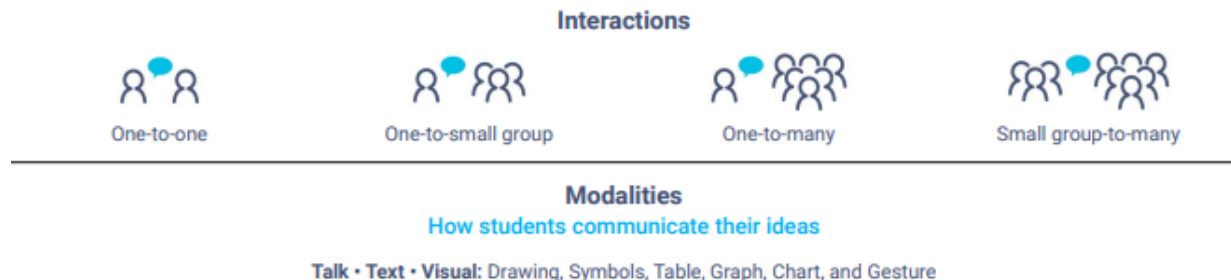 Interactions
One-to-one
One-to-small group
One-to-many
Small group-to-many
Modalities
How students communicate their ideas
Talk • Text • Visual: Drawing, Symbols, Table, Graph, Chart, and Gesture